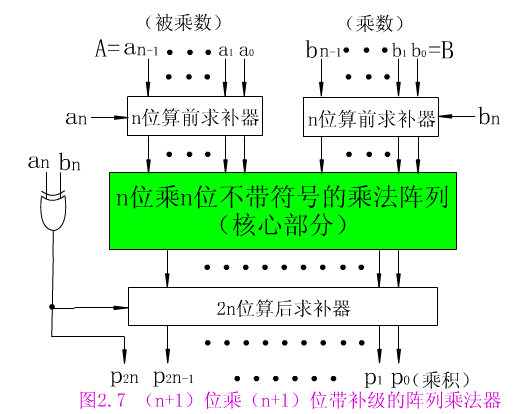 （被乘数） （乘数）
A=an-1 a1 a0 bn-1 b1 b0=B
an n位算前求补器 n位算前求补器 bn
an bn
n位乘n位不带符号的乘法阵列
（核心部分）
2n位算后求补器
p2n p2n-1 p1 p0(乘积)
图2.7 （n+1）位乘（n+1）位带补级的阵列乘法器